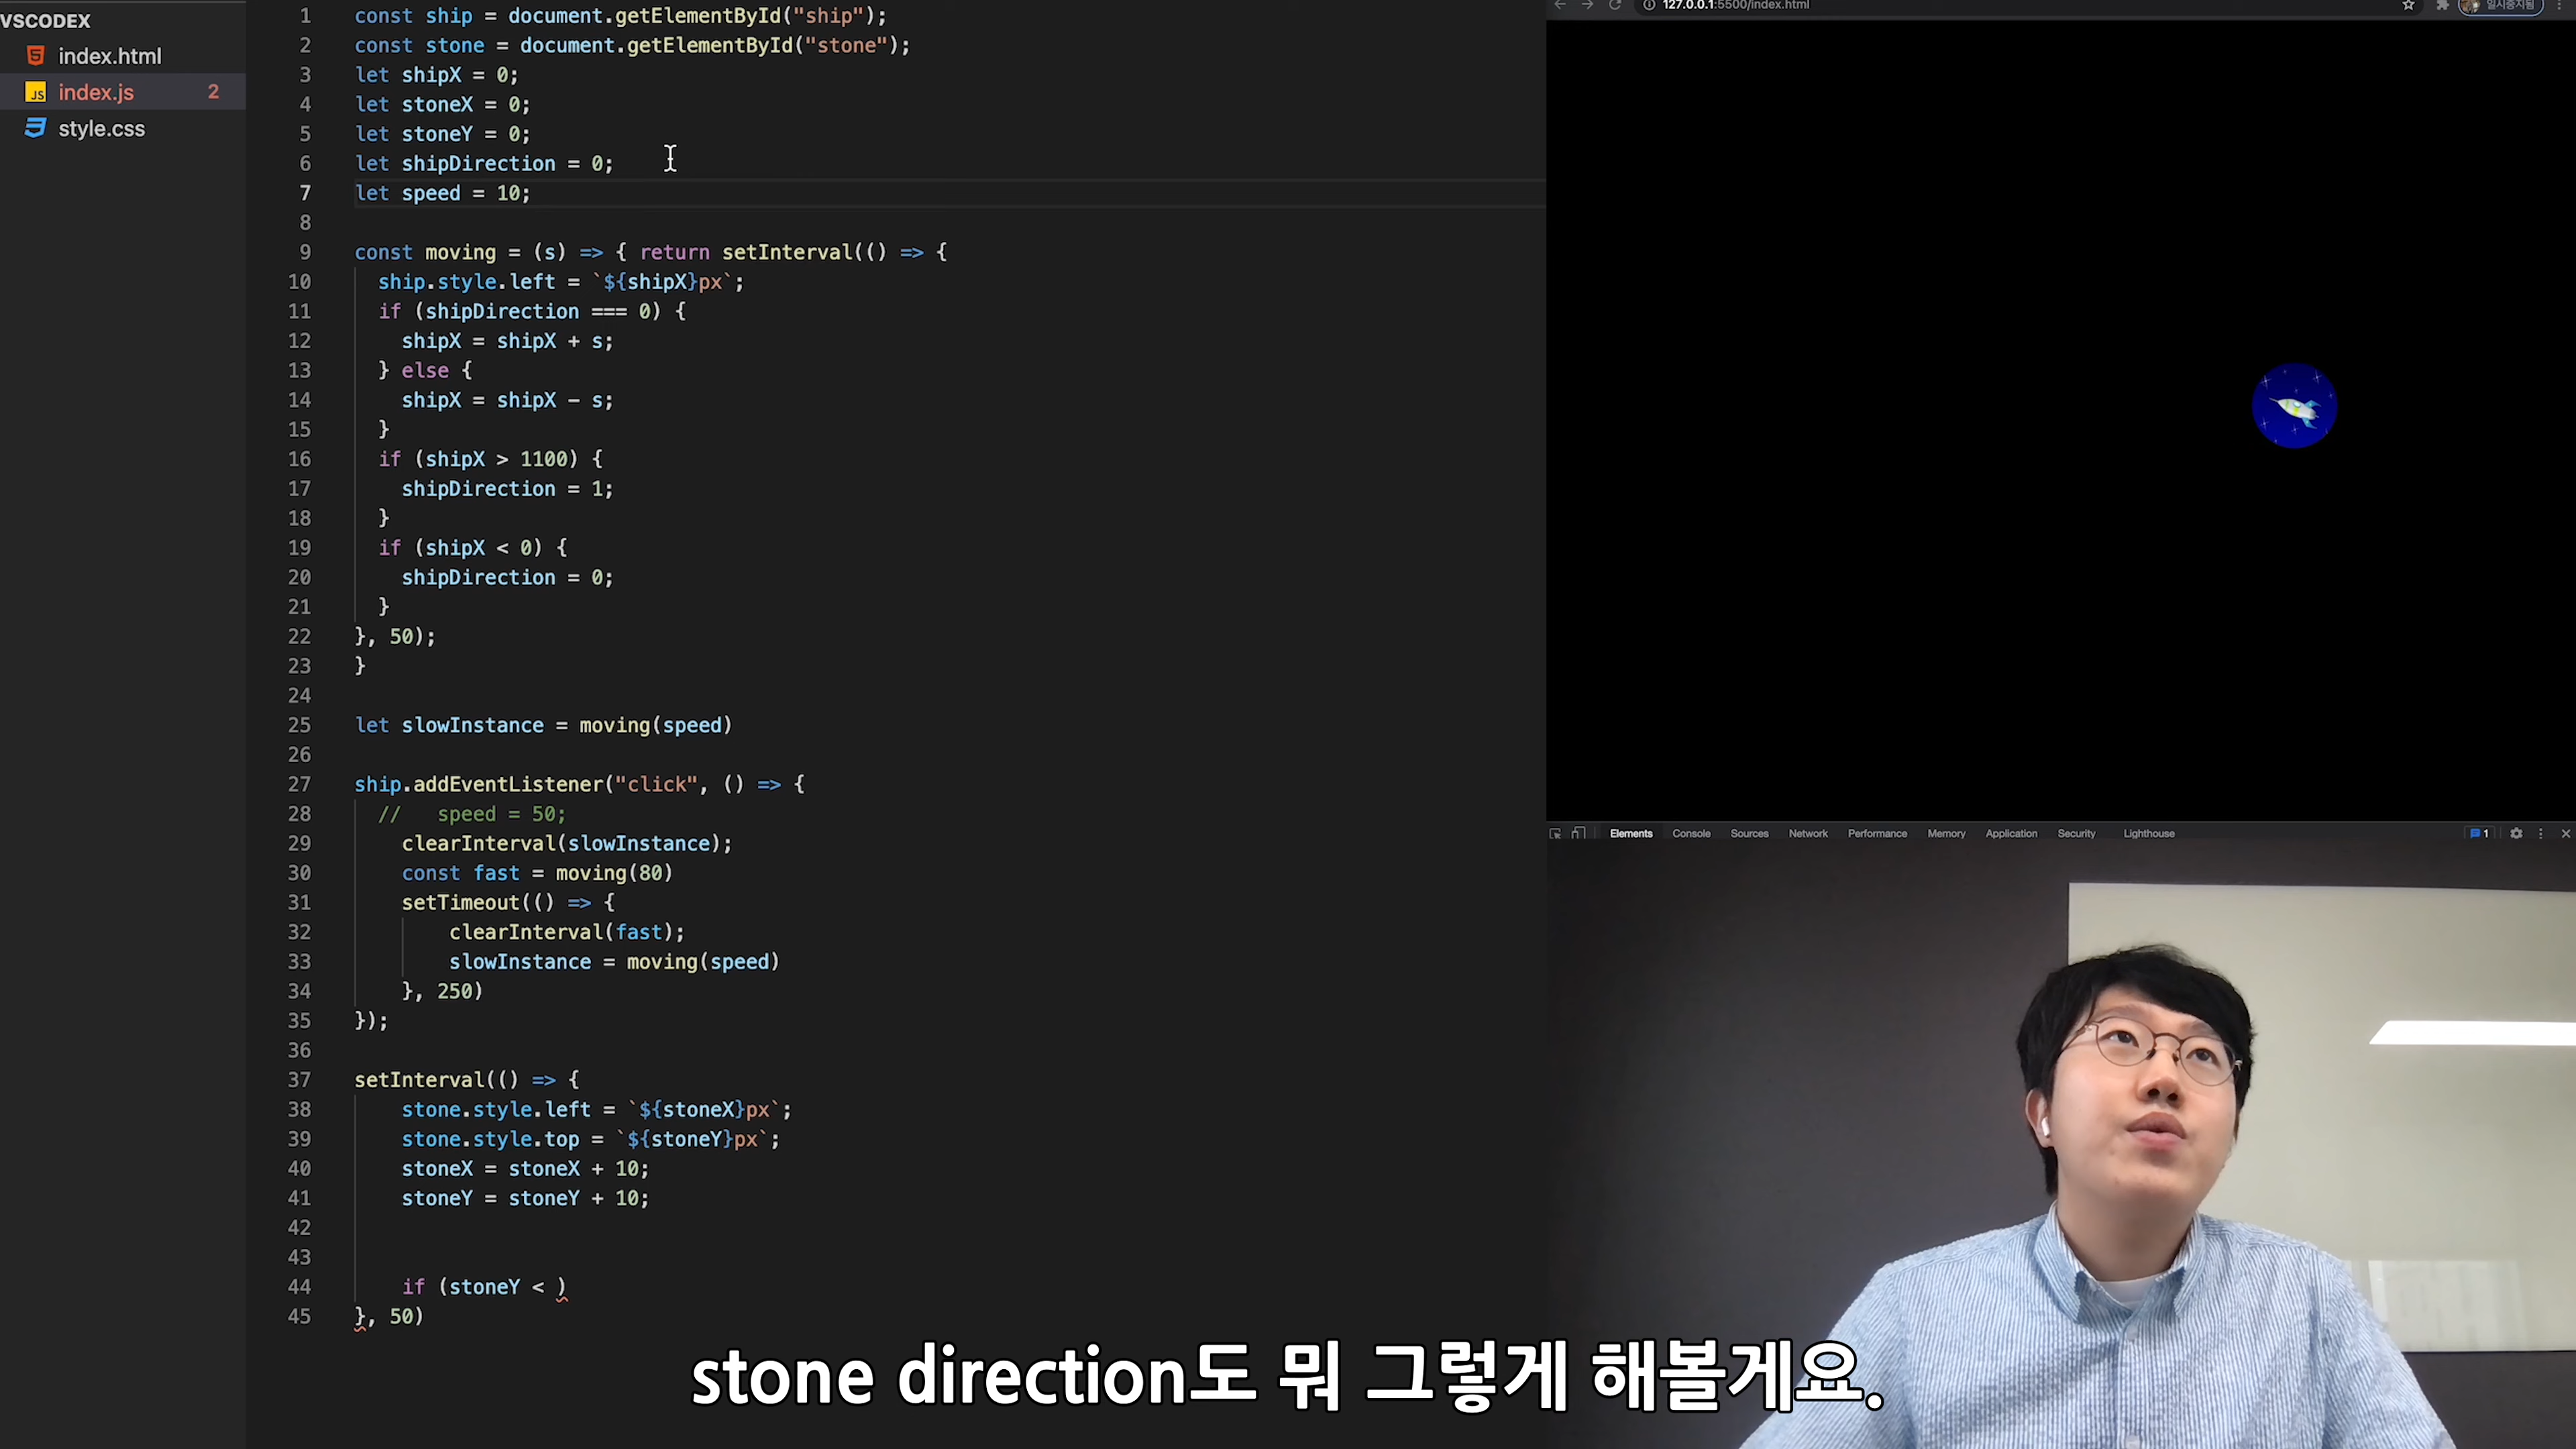 VSCODEX
index.html
index.js 2
style.css
1 const ship = document.getElementById("ship");
2 const stone = document.getElementById("stone");
3 let shipX = 0;
4 let stoneX = 0;
5 let stoneY = 0;
6 let shipDirection = 0;
7 let speed = 10;
8
9 const moving = (s) => { return setInterval(() => {
10 ship.style.left = `${shipX}px`;
11 if (shipDirection === 0) {
12 shipX = shipX + s;
13 } else {
14 shipX = shipX - s;
15 }
16 if (shipX > 1100) {
17 shipDirection = 1;
18 }
19 if (shipX < 0) {
20 shipDirection = 0;
21 }
22 }, 50);
23 }
24
25 let slowInstance = moving(speed)
26
27 ship.addEventListener("click", () => {
28 // speed = 50;
29 clearInterval(slowInstance);
30 const fast = moving(80)
31 setTimeout(() => {
32 clearInterval(fast);
33 slowInstance = moving(speed)
34 }, 250)
35 });
36
37 setInterval(() => {
38 stone.style.left = `${stoneX}px`;
39 stone.style.top = `${stoneY}px`;
40 stoneX = stoneX + 10;
41 stoneY = stoneY + 10;
42
43
44 if (stoneY < )
45 }, 50)
127.0.0.1:5500/index.html
일시중지됨
Elements Console Sources Network Performance Memory Application Security Lighthouse 1
stone direction도 뭐 그렇게 해볼게요.